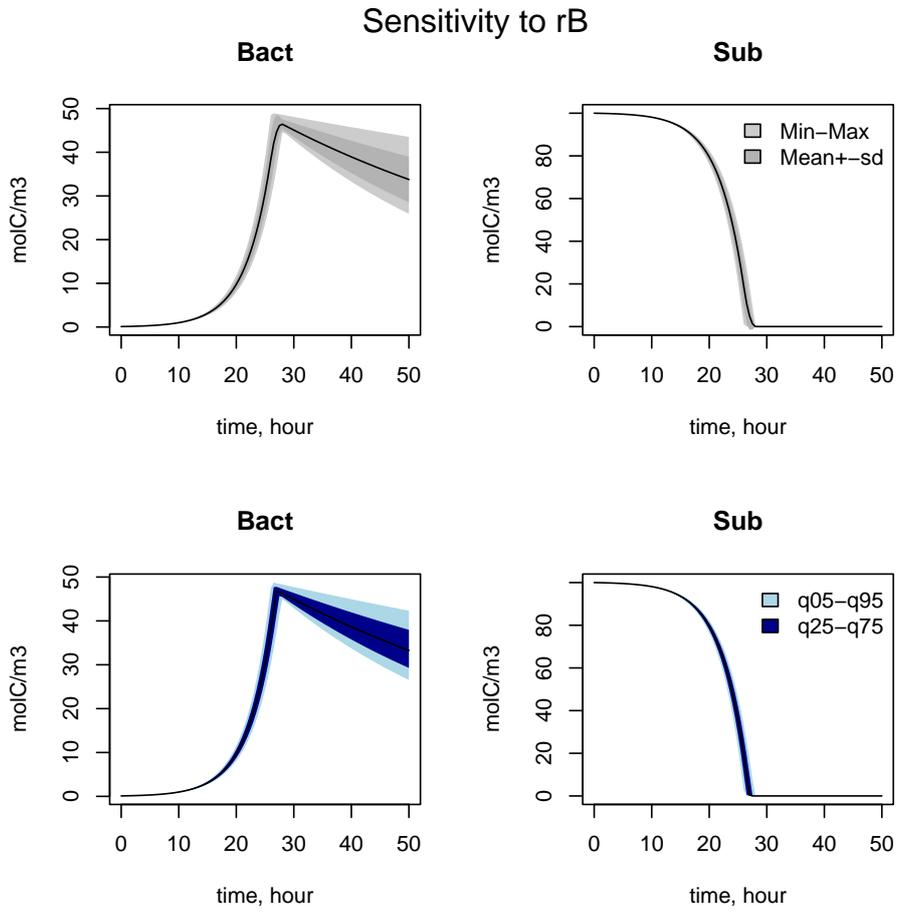 Sensitivity to rB
Bact
Sub
molC/m3
0 10 20 30 40 50
0 10 20 30 40 50
time, hour
molC/m3
0 20 40 60 80
0 10 20 30 40 50
time, hour
Min−Max
Mean+−sd
Bact
Sub
molC/m3
0 10 20 30 40 50
0 10 20 30 40 50
time, hour
molC/m3
0 20 40 60 80
0 10 20 30 40 50
time, hour
q05−q95
q25−q75